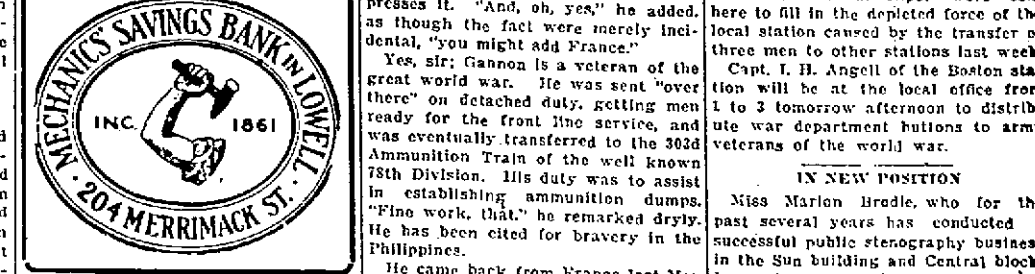 MECHANICS' SAVINGS BANK IN LOWELL
INC. 1861
204 MERRIMACK ST.
presses it. "And, oh, yes," he added,
as though the fact were merely inci-
dental, "you might add France."
Yes, sir; Gannon is a veteran of the
great world war. He was sent "over
there" on detached duty, getting men
ready for the front line service, and
was eventually transferred to the 303d
Ammunition Train of the well known
78th Division. His duty was to assist
in establishing ammunition dumps.
"Fine work, that," he remarked dryly.
He has been cited for bravery in the
Philippines.
He came back from France last
here to fill in the depleted force of th
local station caused by the transfer o
three men to other stations last week
Capt. I. H. Angell of the Boston sta
tion will be at the local office from
1 to 3 tomorrow afternoon to distrib
ute war department buttons to army
veterans of the world war.
IN NEW POSITION
Miss Marion Brodie, who for th
past several years has conducted
successful public stenography busines
in the Sun building and Central block